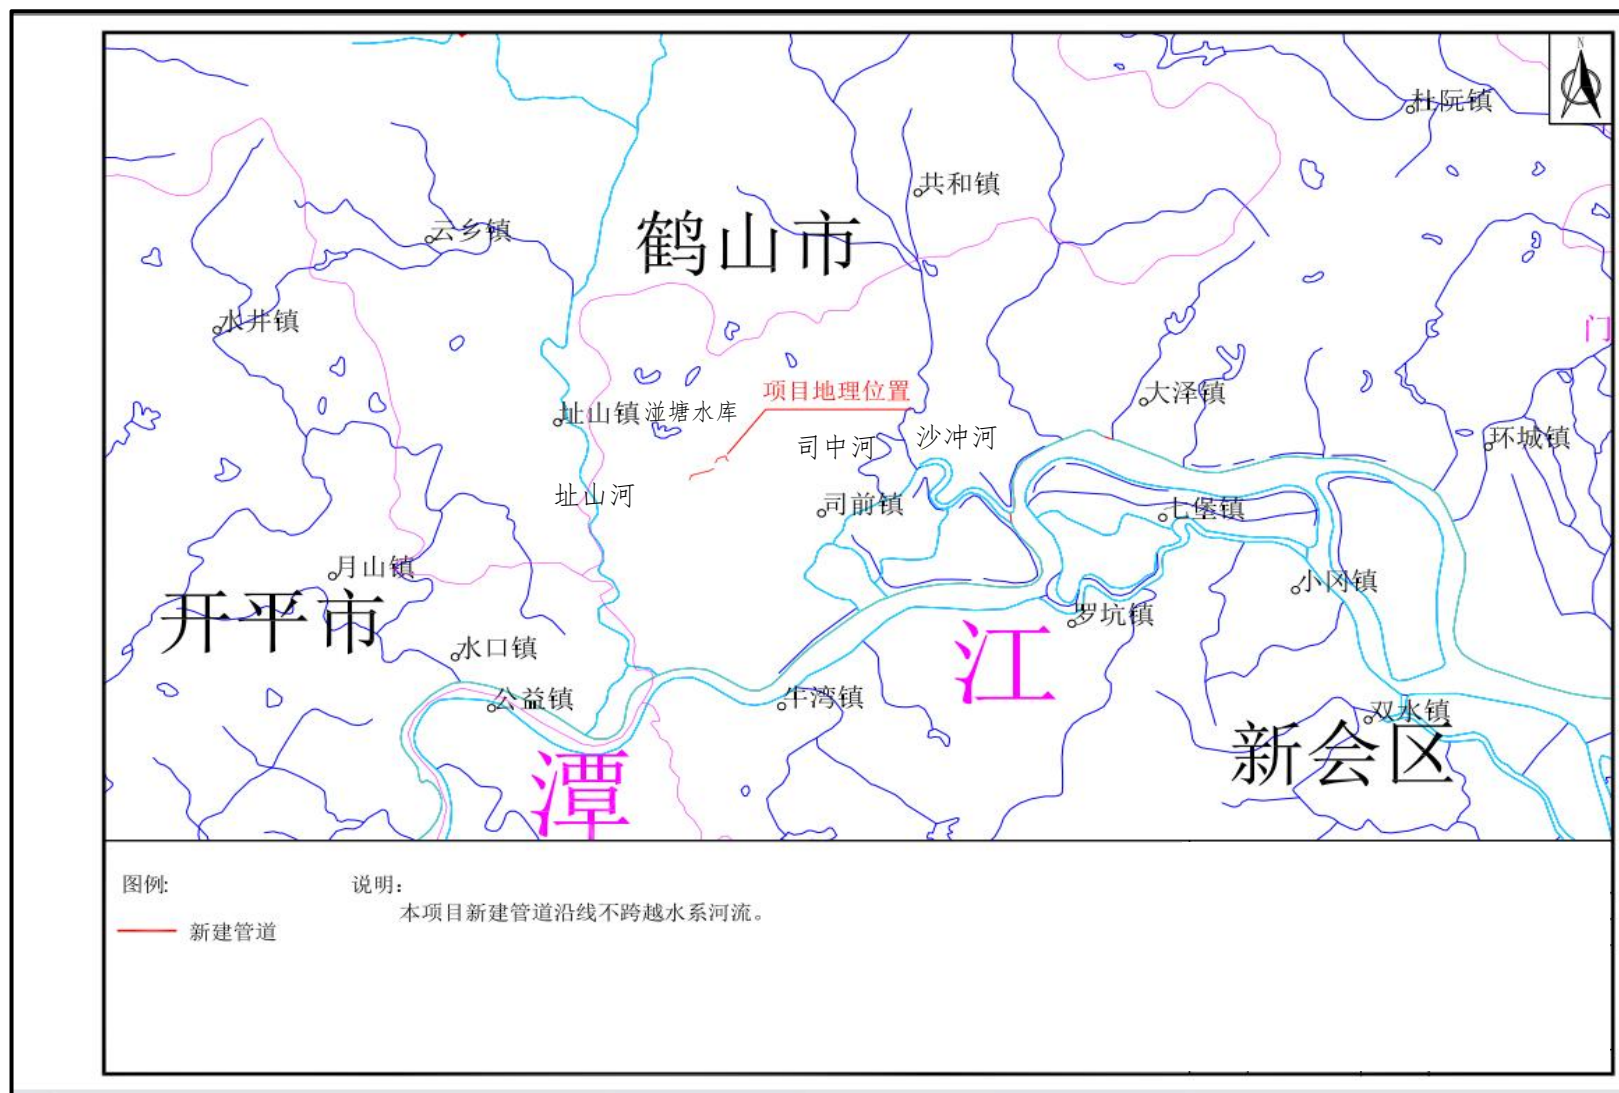 N
杜阮镇
共和镇
云乡镇
鹤山市
水井镇
门
项目地理位置
大泽镇
址山镇
湴塘水库
司中河
沙冲河
环城镇
址山河
司前镇
七堡镇
月山镇
小冈镇
开平市
罗坑镇
水口镇
江
公益镇
牛湾镇
双水镇
新会区
潭
图例:
说明：
本项目新建管道沿线不跨越水系河流。
新建管道